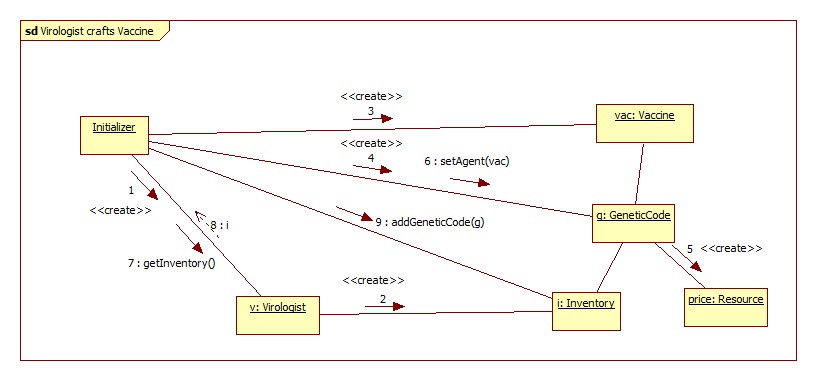 sd Virologist crafts Vaccine
<<create>>
3
vac: Vaccine
Initializer
<<create>>
4
6 : setAgent(vac)
1
<<create>>
9 : addGeneticCode(g)
g: GeneticCode
8 : i
5 <<create>>
7 : getInventory()
<<create>>
2
v: Virologist
i: Inventory
price: Resource